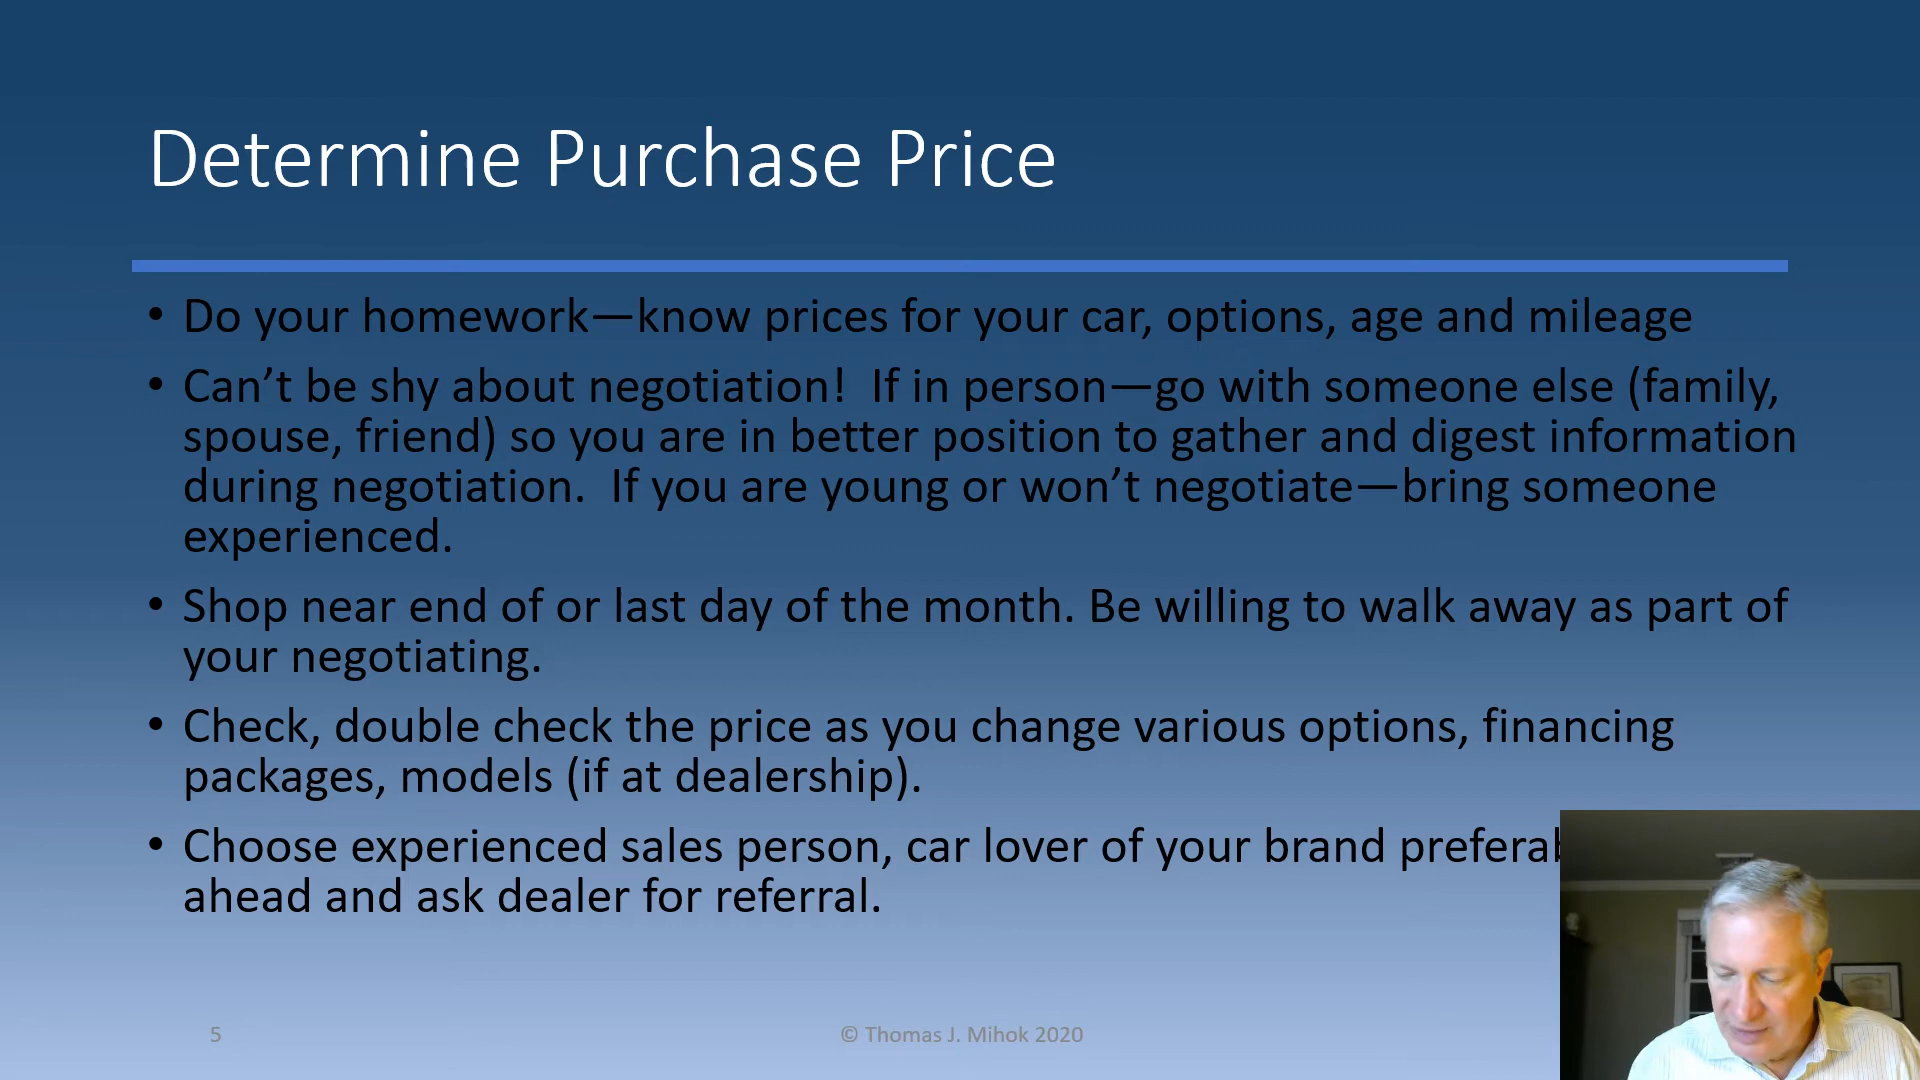 Determine Purchase Price
• Do your homework—know prices for your car, options, age and mileage
• Can’t be shy about negotiation!  If in person—go with someone else (family,
spouse, friend) so you are in better position to gather and digest information
during negotiation.  If you are young or won’t negotiate—bring someone
experienced.
• Shop near end of or last day of the month. Be willing to walk away as part of
your negotiating.
• Check, double check the price as you change various options, financing
packages, models (if at dealership).
• Choose experienced sales person, car lover of your brand
ahead and ask dealer for referral.
5
© Thomas J. Mihok 2020